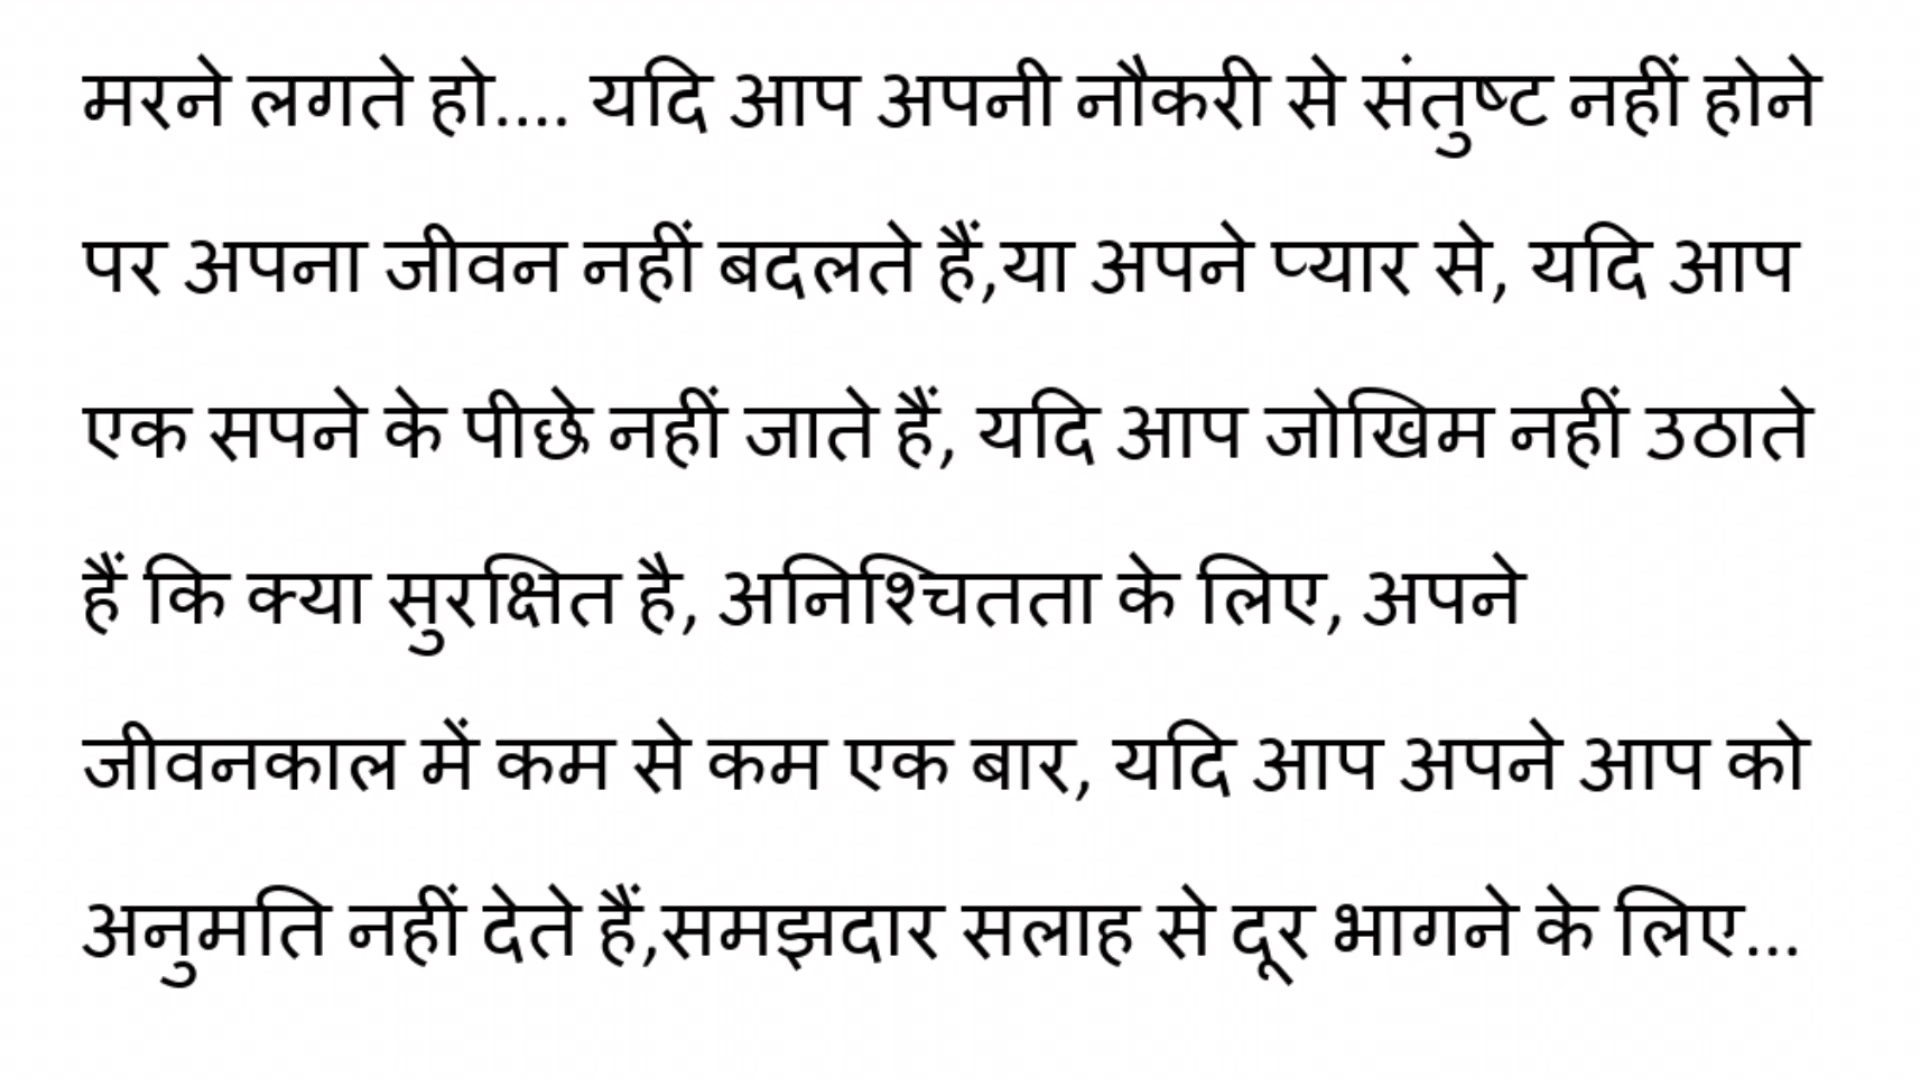 मरने लगते हो.... यदि आप अपनी नौकरी से संतुष्ट नहीं होने
पर अपना जीवन नहीं बदलते हैं,या अपने प्यार से, यदि आप
एक सपने के पीछे नहीं जाते हैं, यदि आप जोखिम नहीं उठाते
हैं कि क्या सुरक्षित है, अनिश्चितता के लिए, अपने
जीवनकाल में कम से कम एक बार, यदि आप अपने आप को
अनुमति नहीं देते हैं,समझदार सलाह से दूर भागने के लिए...